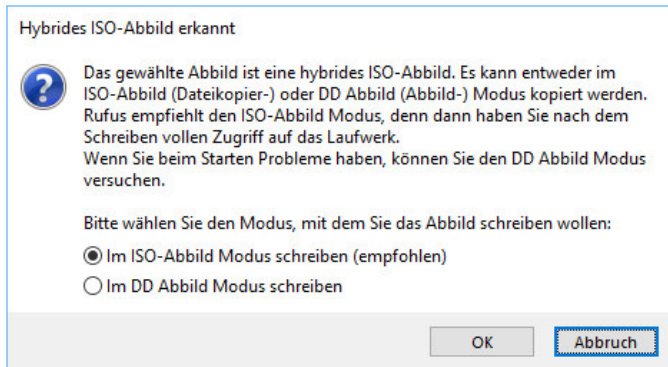 Hybrides ISO-Abbild erkannt
Das gewählte Abbild ist eine hybrides ISO-Abbild. Es kann entweder im
ISO-Abbild (Dateikopier-) oder DD Abbild (Abbild-) Modus kopiert werden.
Rufus empfiehlt den ISO-Abbild Modus, denn dann haben Sie nach dem
Schreiben vollen Zugriff auf das Laufwerk.
Wenn Sie beim Starten Probleme haben, können Sie den DD Abbild Modus
versuchen.
Bitte wählen Sie den Modus, mit dem Sie das Abbild schreiben wollen:
Im ISO-Abbild Modus schreiben (empfohlen)
Im DD Abbild Modus schreiben
OK Abbruch